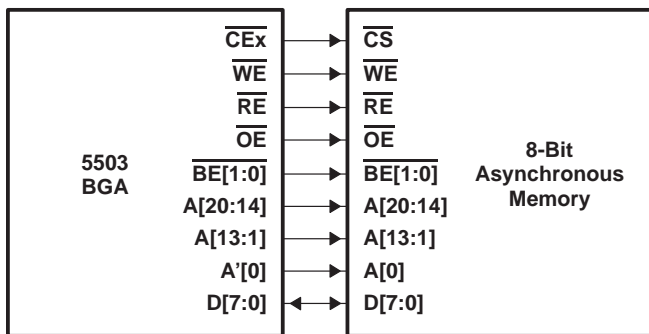 CEx CS
WE WE
RE RE
OE OE
BE[1:0] BE[1:0]
A[20:14] A[20:14]
A[13:1] A[13:1]
A'[0] A[0]
D[7:0] D[7:0]
5503
BGA
8-Bit
Asynchronous
Memory